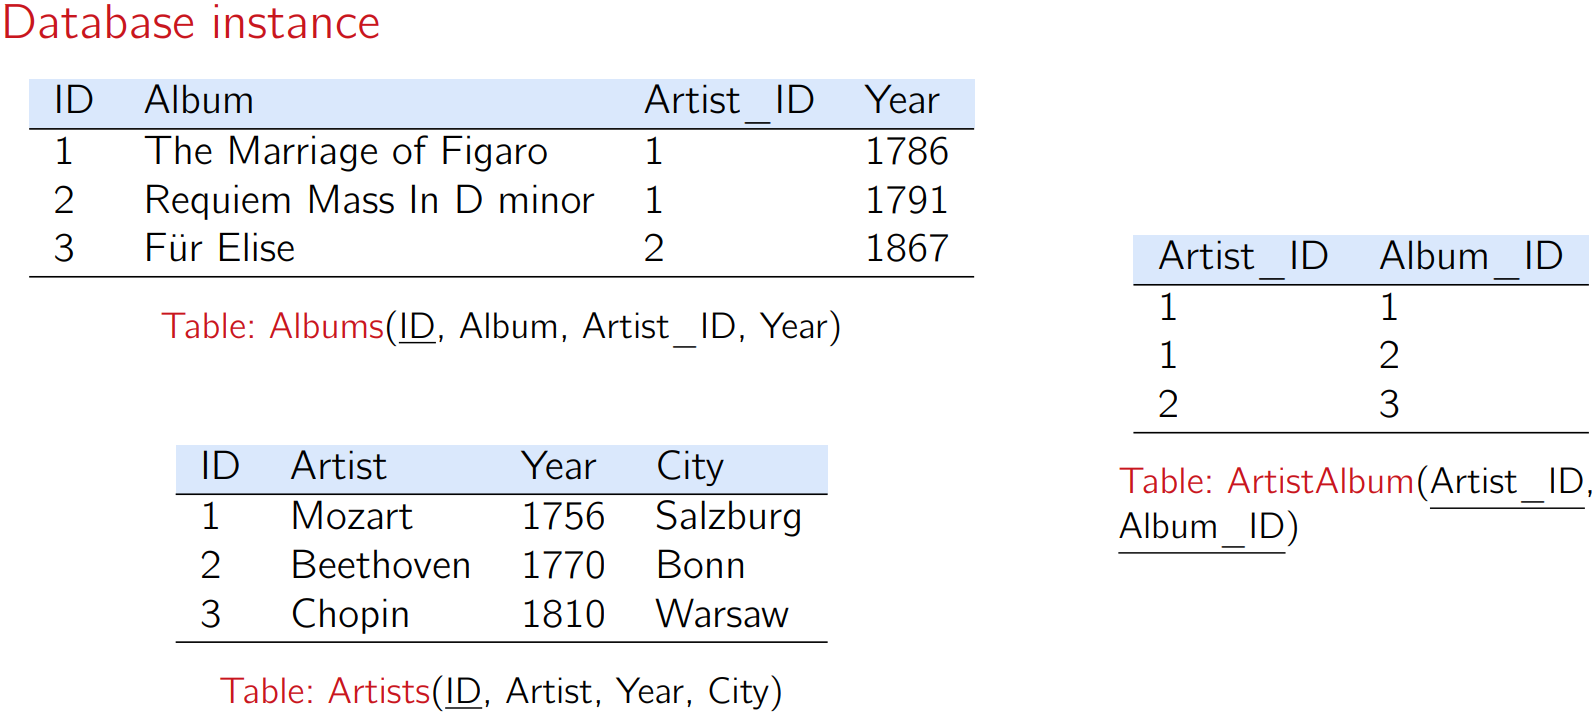 Database instance
ID Album Artist_ID Year
1 The Marriage of Figaro 1 1786
2 Requiem Mass In D minor 1 1791
3 Für Elise 2 1867
Table: Albums(ID, Album, Artist_ID, Year)
ID Artist Year City
1 Mozart 1756 Salzburg
2 Beethoven 1770 Bonn
3 Chopin 1810 Warsaw
Table: Artists(ID, Artist, Year, City)
Artist_ID Album_ID
1 1
1 2
2 3
Table: ArtistAlbum(Artist_ID,
Album_ID)